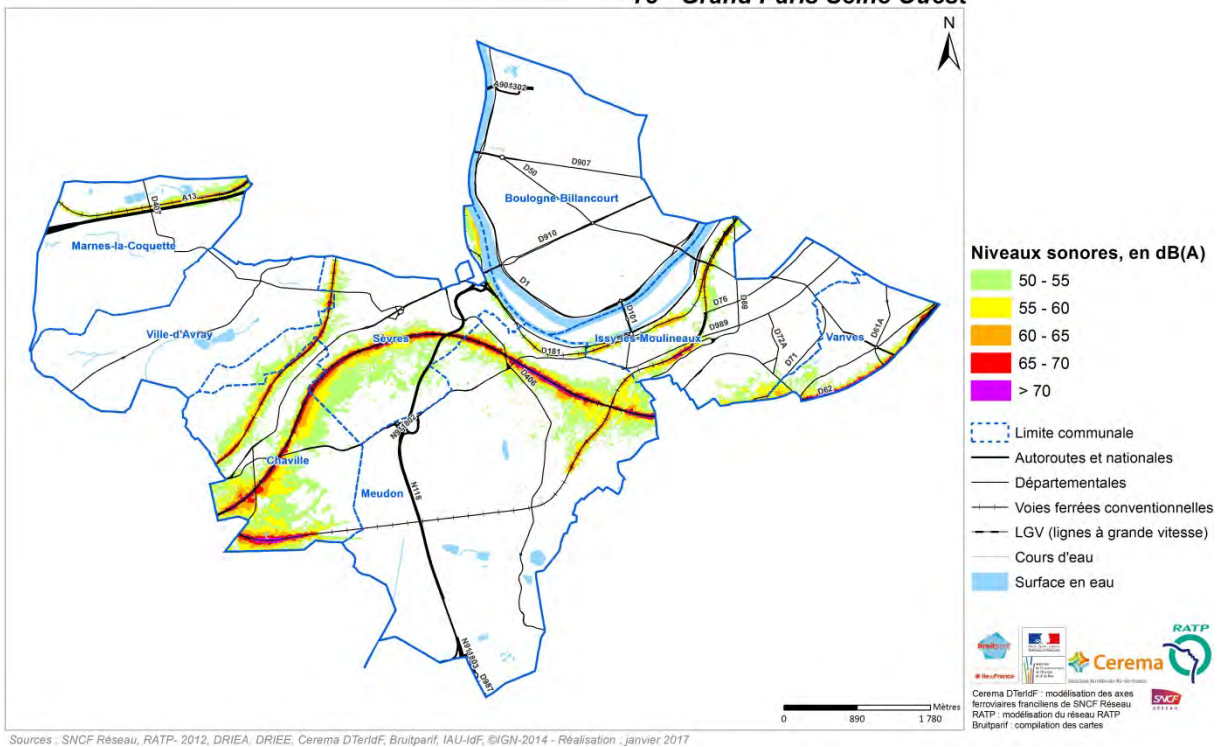 N
A901302
D907
D50
Boulogne-Billancourt
A13
D407
Marnes-la-Coquette
D910
D1
Niveaux sonores, en dB(A)
50 - 55
55 - 60
60 - 65
65 - 70
> 70
Ville-d'Avray
Sèvres
D101
D76
D69
D989
Issy-les-Moulineaux
D181
D406
D72A
D71
Vanves
D61A
D62
Chaville
Meudon
N118
Limite communale
Autoroutes et nationales
Départementales
Voies ferrées conventionnelles
LGV (lignes à grande vitesse)
Cours d'eau
Surface en eau
D987
RATP
Cerema
SNCF
Cerema DTerIdF : modélisation des axes
ferroviaires franciliens de SNCF Réseau
RATP : modélisation du réseau RATP
Bruitparif : compilation des cartes
Mètres
0 890 1 780
Sources : SNCF Réseau, RATP- 2012, DRIEA, DRIEE, Cerema DTerIdF, Bruitparif, IAU-IdF, ©IGN-2014 - Réalisation : janvier 2017